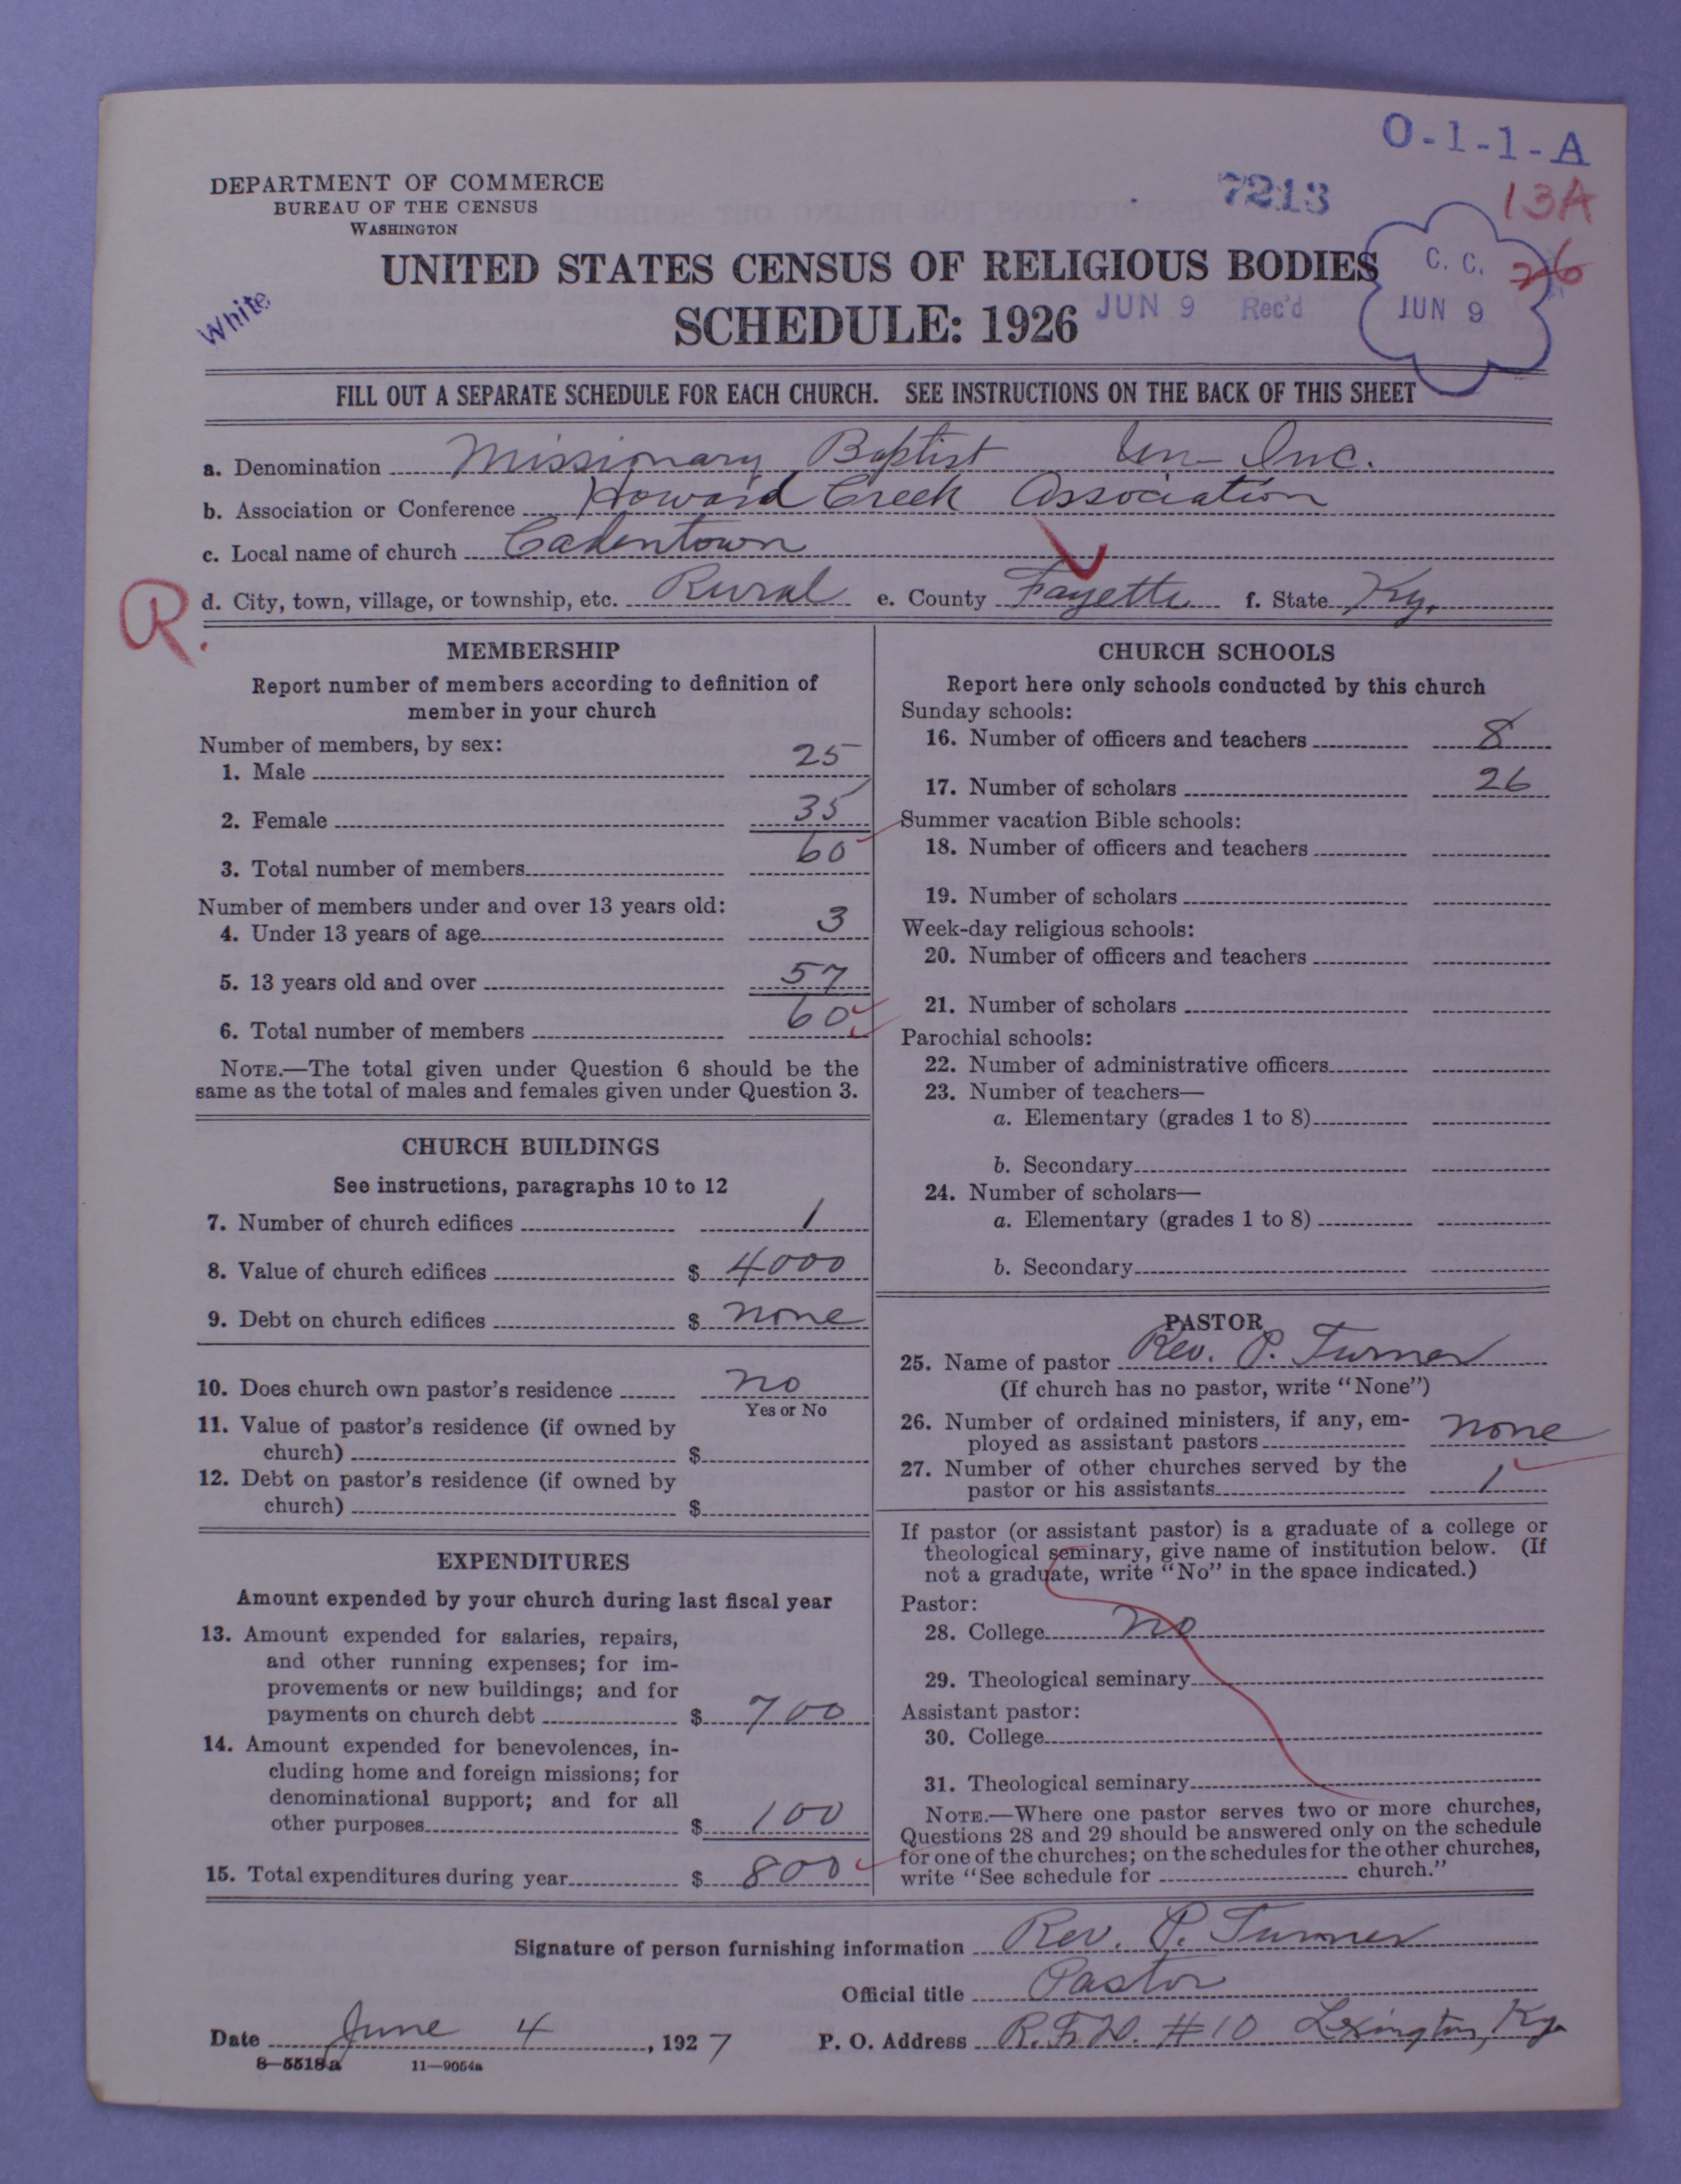 O-1-1-A
DEPARTMENT OF COMMERCE
BUREAU OF THE CENSUS
WASHINGTON
7213
13A
UNITED STATES CENSUS OF RELIGIOUS BODIES
C. C.
26
White
SCHEDULE: 1926
JUN 9 Rec'd
JUN 9
FILL OUT A SEPARATE SCHEDULE FOR EACH CHURCH. SEE INSTRUCTIONS ON THE BACK OF THIS SHEET
a. Denomination Missionary Baptist Un-Inc.
b. Association or Conference Howard Creek Association
c. Local name of church Cadentown
R.
d. City, town, village, or township, etc. Rural e. County Fayette f. State Ky.
MEMBERSHIP
Report number of members according to definition of
member in your church
Number of members, by sex:
1. Male 25
2. Female 35
3. Total number of members 60
Number of members under and over 13 years old:
4. Under 13 years of age 3
5. 13 years old and over 57
6. Total number of members 60
NOTE.—The total given under Question 6 should be the
same as the total of males and females given under Question 3.
CHURCH BUILDINGS
See instructions, paragraphs 10 to 12
7. Number of church edifices 1
8. Value of church edifices $ 4000
9. Debt on church edifices $ none
10. Does church own pastor's residence no
Yes or No
11. Value of pastor's residence (if owned by
church) $
12. Debt on pastor's residence (if owned by
church) $
EXPENDITURES
Amount expended by your church during last fiscal year
13. Amount expended for salaries, repairs,
and other running expenses; for im-
provements or new buildings; and for
payments on church debt $ 700
14. Amount expended for benevolences, in-
cluding home and foreign missions; for
denominational support; and for all
other purposes $ 100
15. Total expenditures during year $ 800
CHURCH SCHOOLS
Report here only schools conducted by this church
Sunday schools:
16. Number of officers and teachers 8
17. Number of scholars 26
Summer vacation Bible schools:
18. Number of officers and teachers
19. Number of scholars
Week-day religious schools:
20. Number of officers and teachers
21. Number of scholars
Parochial schools:
22. Number of administrative officers
23. Number of teachers—
a. Elementary (grades 1 to 8)
b. Secondary
24. Number of scholars—
a. Elementary (grades 1 to 8)
b. Secondary
PASTOR
25. Name of pastor Rev. P. Turner
(If church has no pastor, write "None")
26. Number of ordained ministers, if any, em-
ployed as assistant pastors none
27. Number of other churches served by the
pastor or his assistants 1
If pastor (or assistant pastor) is a graduate of a college or
theological seminary, give name of institution below. (If
not a graduate, write "No" in the space indicated.)
Pastor:
28. College no
29. Theological seminary
Assistant pastor:
30. College
31. Theological seminary
NOTE.—Where one pastor serves two or more churches,
Questions 28 and 29 should be answered only on the schedule
for one of the churches; on the schedules for the other churches,
write "See schedule for church."
Signature of person furnishing information Rev. P. Turner
Official title Pastor
Date June 4, 1927 P. O. Address R.F.D. #10 Lexington, Ky
8-5518a 11-9054a